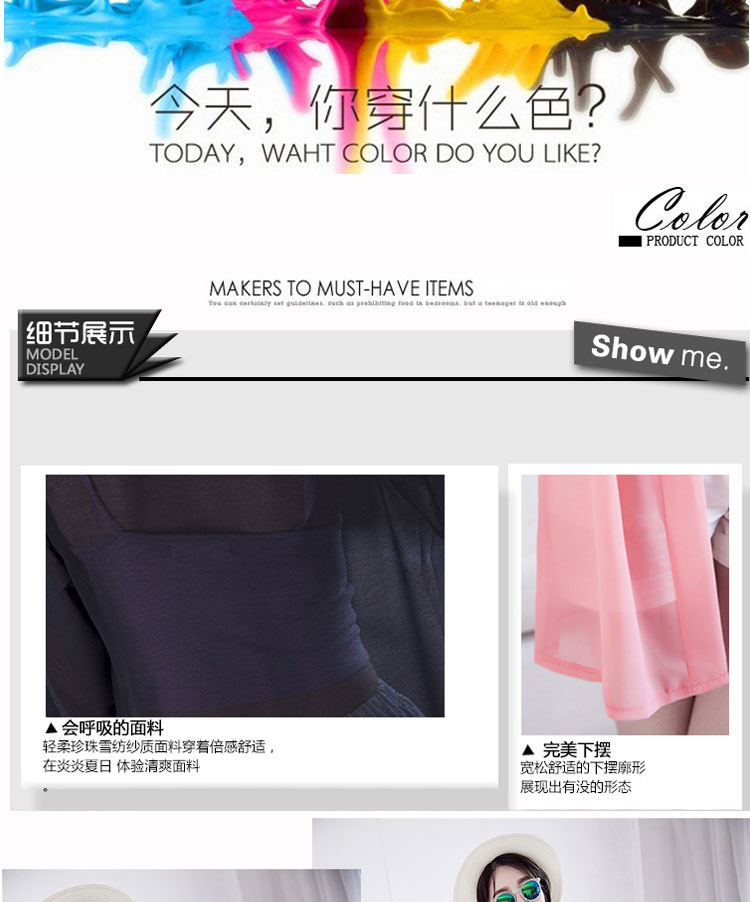 今天，你穿什么色？
TODAY，WAHT COLOR DO YOU LIKE?
Color
PRODUCT COLOR
MAKERS TO MUST-HAVE ITEMS
You can certainly set guidelines, such as prohibiting food in bedrooms, but a teenager is old enough
细节展示
MODEL
DISPLAY
Show me.
▲ 会呼吸的面料
轻柔珍珠雪纺纱质面料穿着倍感舒适，
在炎炎夏日 体验清爽面料
。
▲ 完美下摆
宽松舒适的下摆廓形
展现出有没的形态